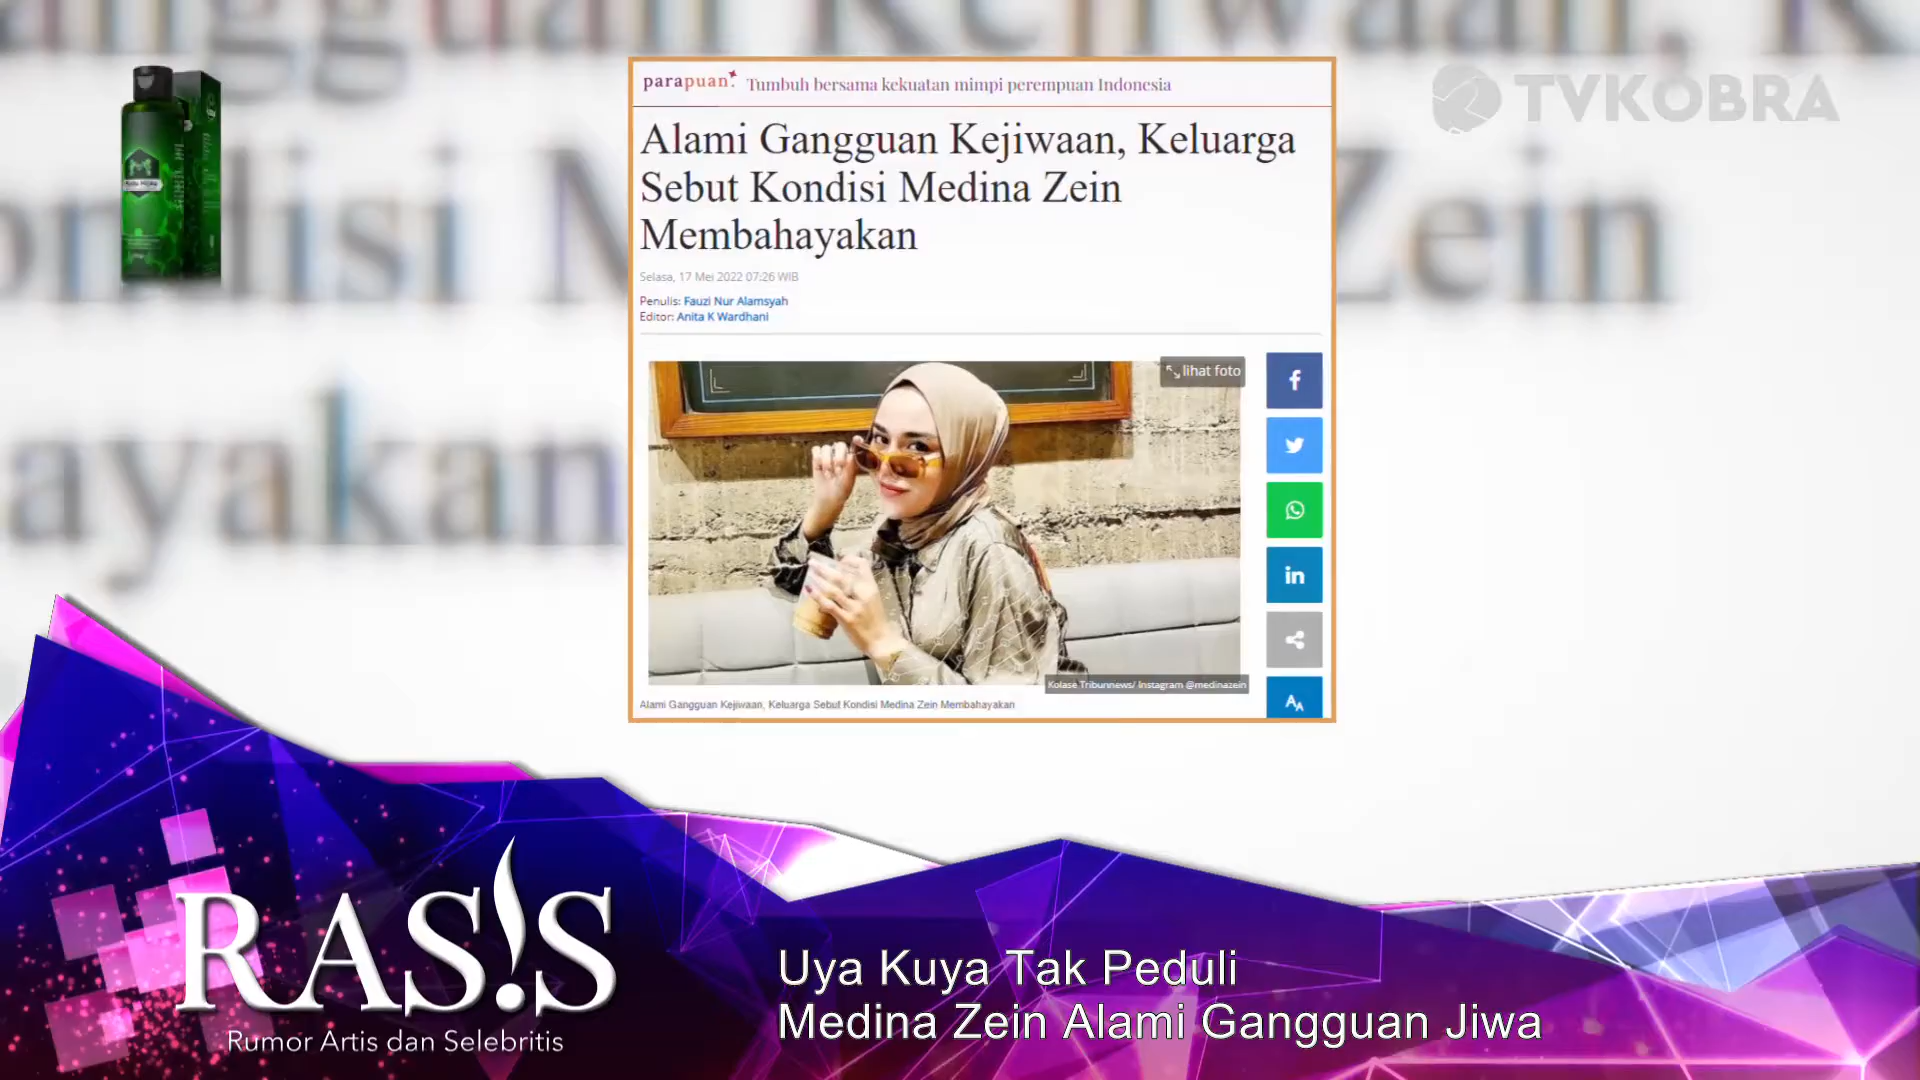 parapuan. Tumbuh bersama kekuatan mimpi perempuan Indonesia
TVKOBRA
Alami Gangguan Kejiwaan, Keluarga
Sebut Kondisi Medina Zein
Membahayakan
Selasa, 17 Mei 2022 07:26 WIB
Penulis: Fauzi Nur Alamsyah
Editor: Anita K Wardhani
lihat foto
Kolase Tribunnews/ Instagram @medinazein
Alami Gangguan Kejiwaan, Keluarga Sebut Kondisi Medina Zein Membahayakan
RASIS
Rumor Artis dan Selebritis
Uya Kuya Tak Peduli
Medina Zein Alami Gangguan Jiwa